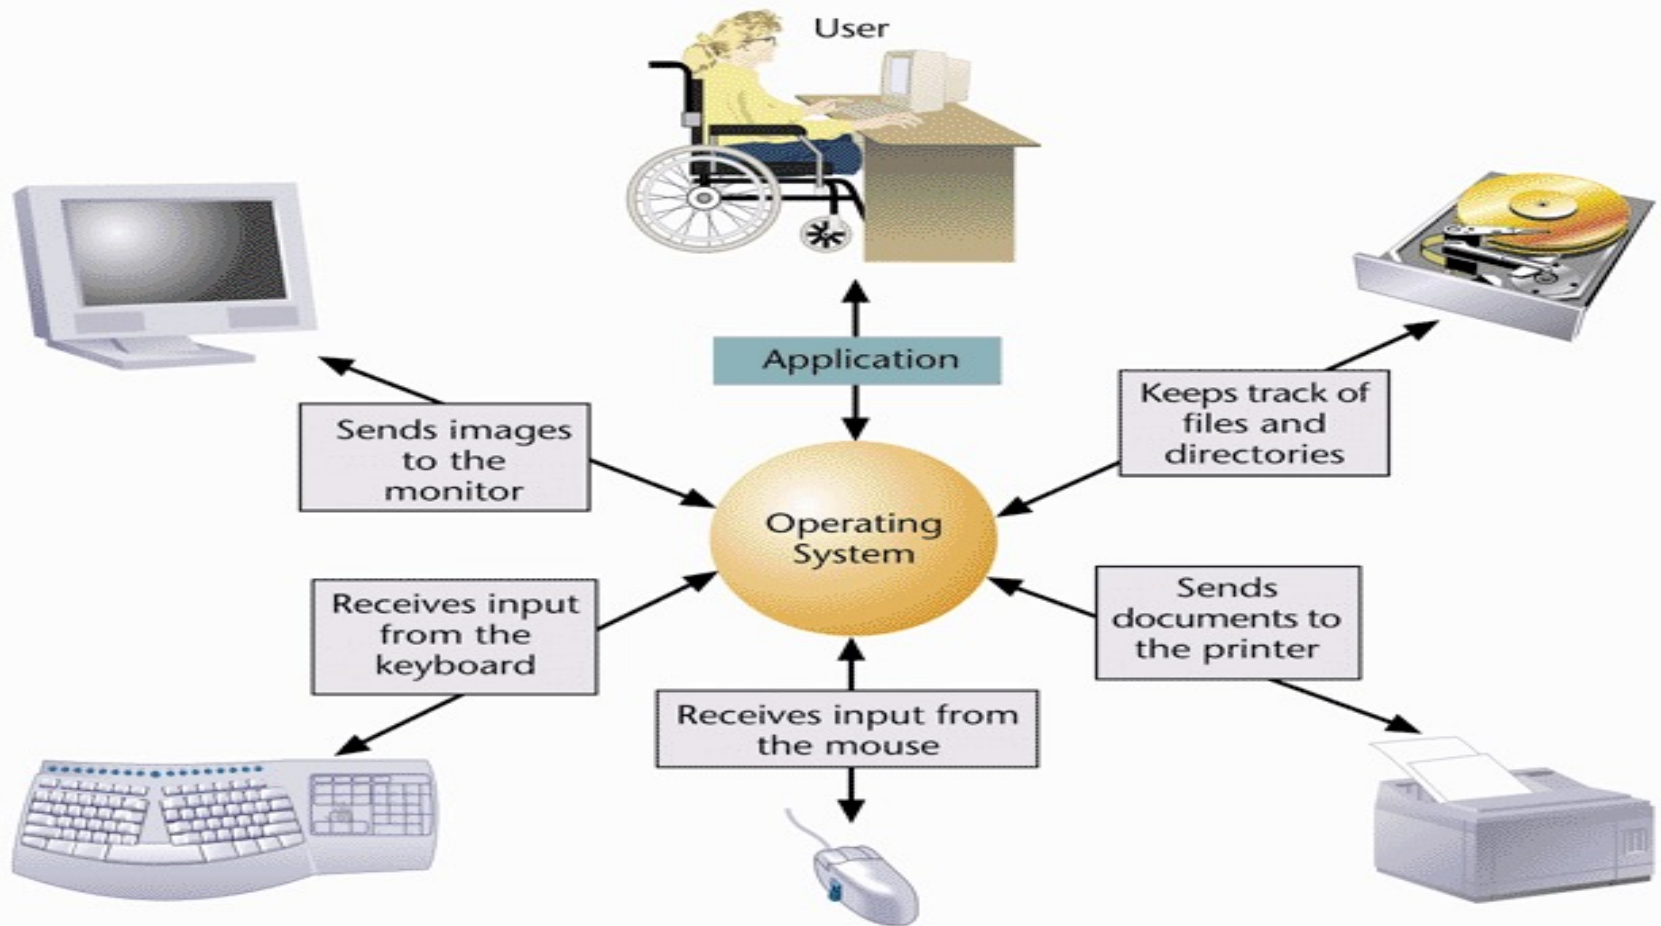 User
Application
Keeps track of
files and
directories
Sends images
to the
monitor
Operating
System
Receives input
from the
keyboard
Sends
documents to
the printer
Receives input from
the mouse